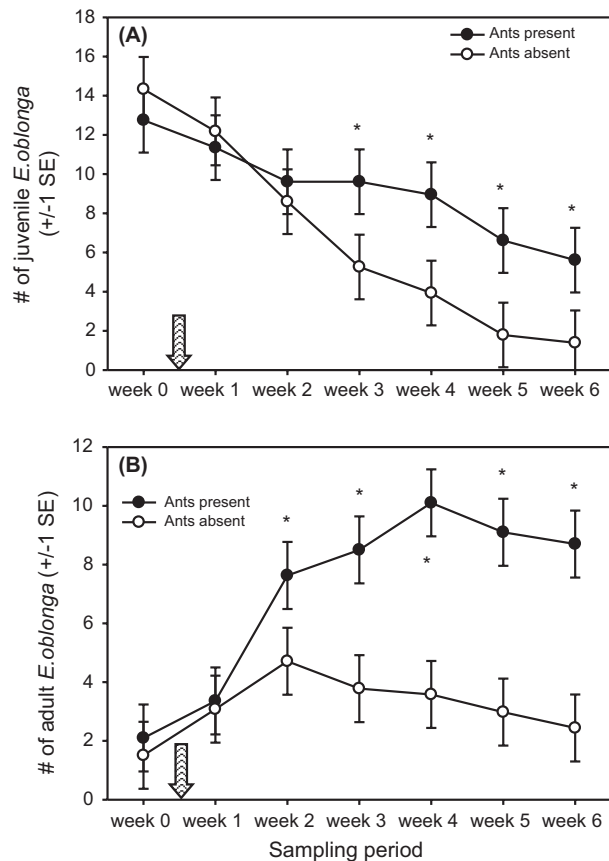 (A)
Ants present
Ants absent
# of juvenile E.oblonga
(+/-1 SE)
16
14
12
10
8
6
4
2
0
* * * *
week 0 week 1 week 2 week 3 week 4 week 5 week 6
(B)
Ants present
Ants absent
# of adult E.oblonga (+/-1 SE)
12
10
8
6
4
2
0
* * * * *
week 0 week 1 week 2 week 3 week 4 week 5 week 6
Sampling period